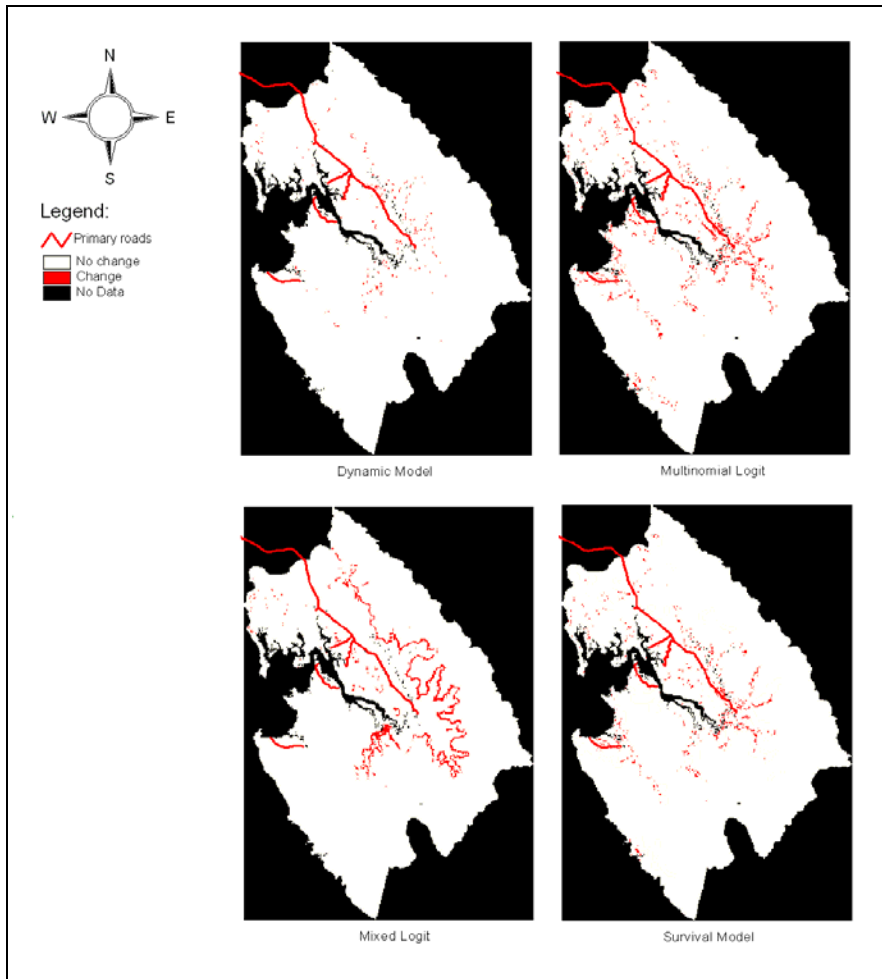 N
W E
S
Legend:
Primary roads
No change
Change
No Data
Dynamic Model
Multinomial Logit
Mixed Logit
Survival Model